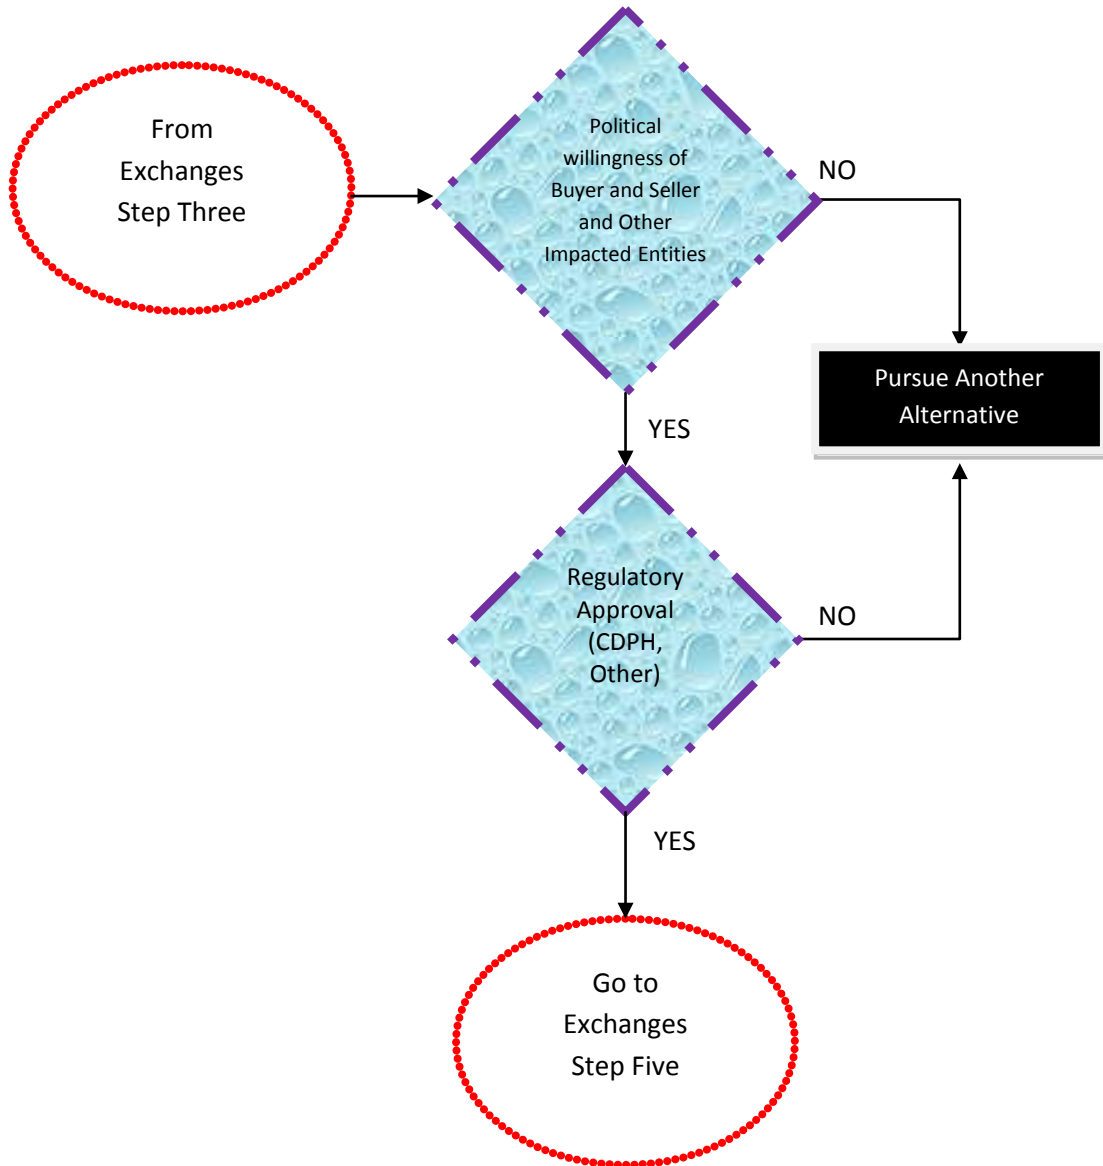 From
Exchanges
Step Three
Political
willingness of
Buyer and Seller
and Other
Impacted Entities
NO
Pursue Another
Alternative
YES
Regulatory
Approval
(CDPH,
Other)
NO
YES
Go to
Exchanges
Step Five